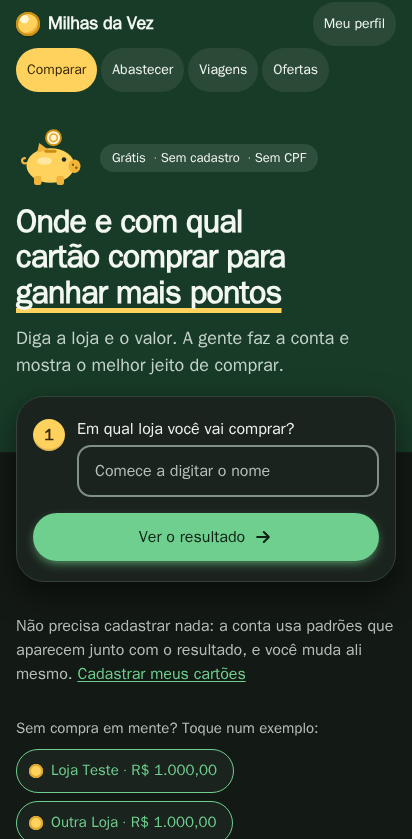 Milhas da Vez
Meu perfil
Comparar
Abastecer
Viagens
Ofertas
Grátis · Sem cadastro · Sem CPF
Onde e com qual
cartão comprar para
ganhar mais pontos
Diga a loja e o valor. A gente faz a conta e
mostra o melhor jeito de comprar.
1
Em qual loja você vai comprar?
Comece a digitar o nome
Ver o resultado →
Não precisa cadastrar nada: a conta usa padrões que
aparecem junto com o resultado, e você muda ali
mesmo. Cadastrar meus cartões
Sem compra em mente? Toque num exemplo:
Loja Teste · R$ 1.000,00
Outra Loja · R$ 1.000,00